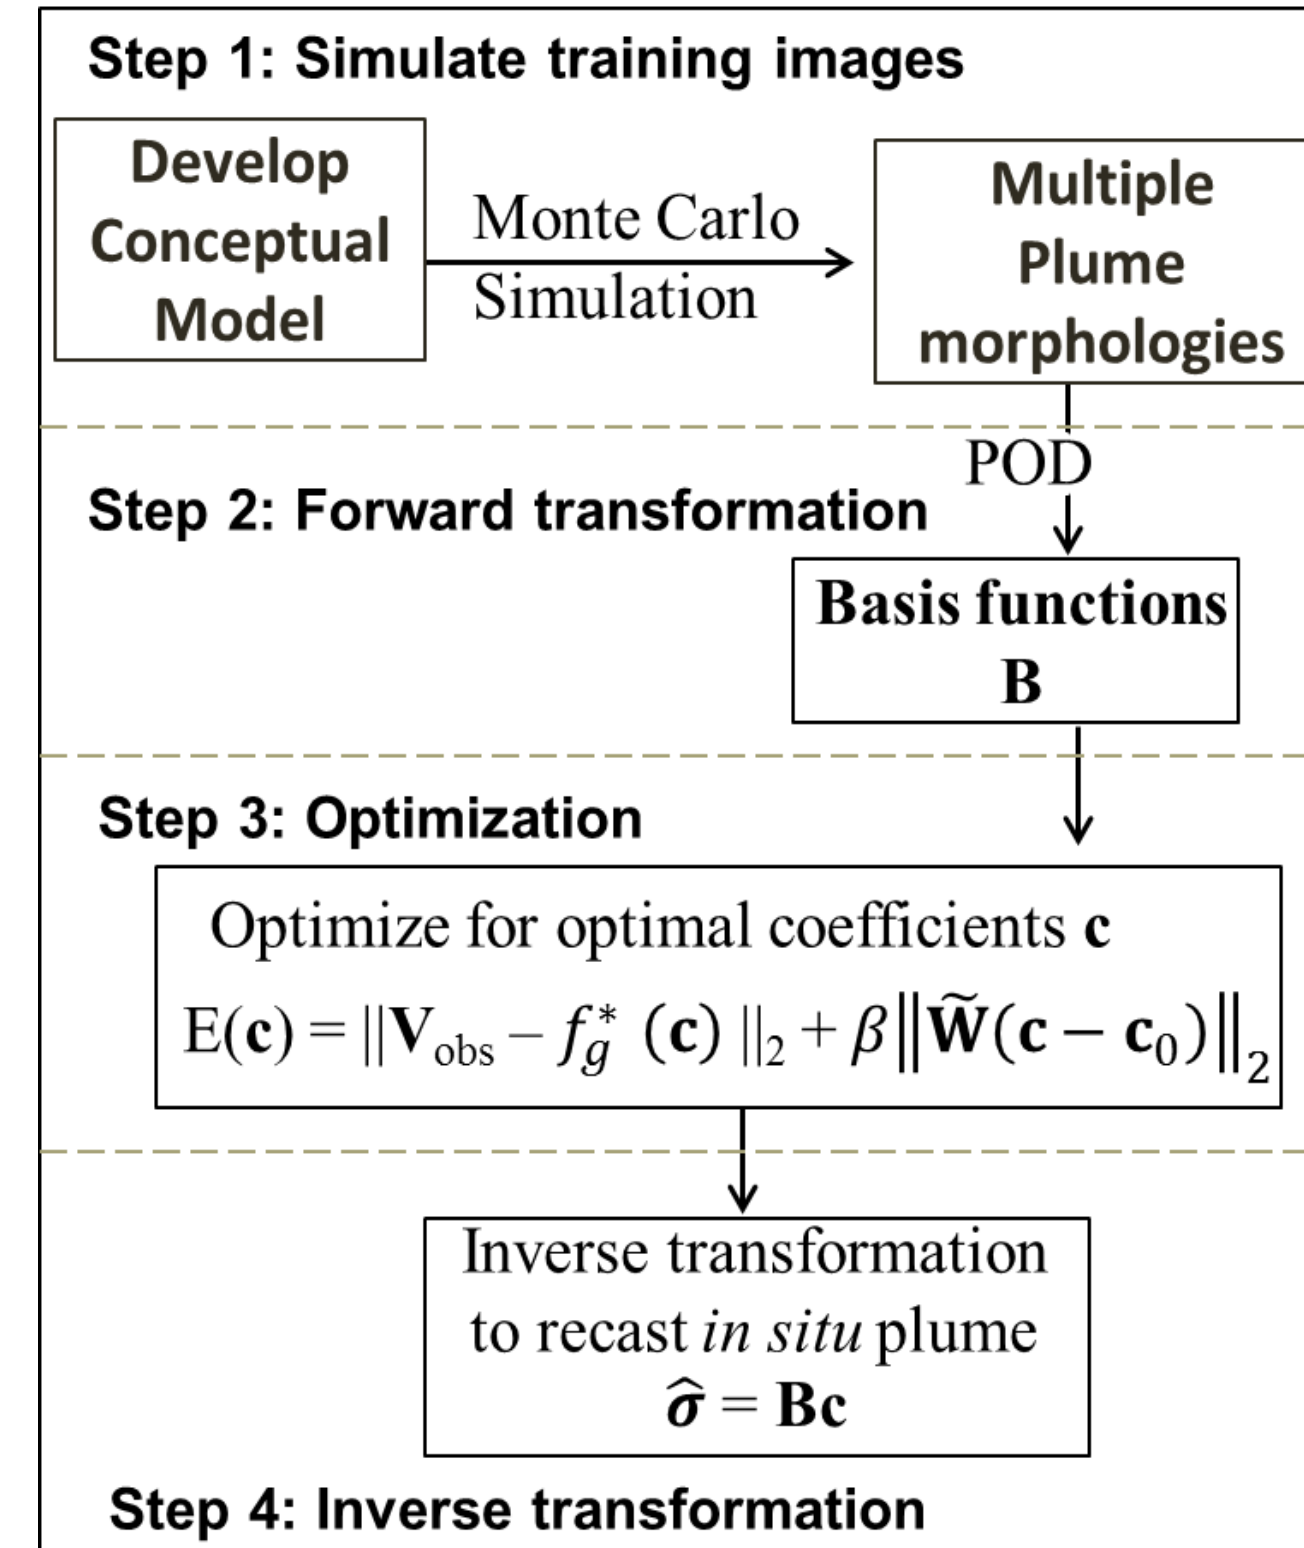 Step 1: Simulate training images
Develop
Conceptual
Model
Monte Carlo
Simulation
Multiple
Plume
morphologies
POD
Step 2: Forward transformation
Basis functions
B
Step 3: Optimization
Optimize for optimal coefficients c
E(c) = ||V_obs − f_g^* (c) ||_2 + β‖W̃(c − c_0)‖_2
Inverse transformation
to recast in situ plume
σ̂ = Bc
Step 4: Inverse transformation